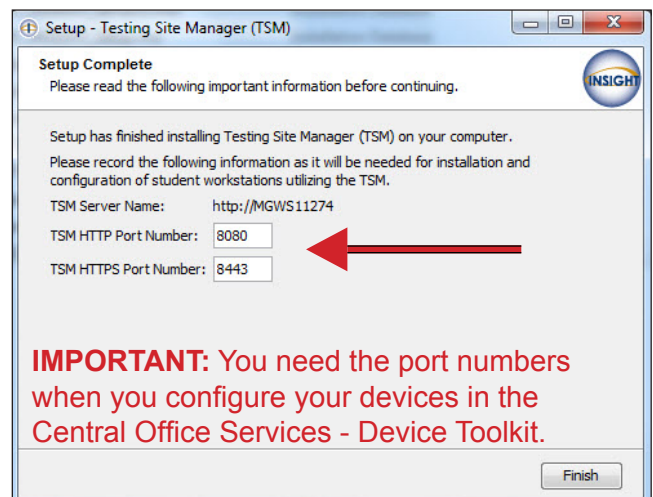 Setup - Testing Site Manager (TSM)
Setup Complete
Please read the following important information before continuing.
INSIGHT
Setup has finished installing Testing Site Manager (TSM) on your computer.
Please record the following information as it will be needed for installation and
configuration of student workstations utilizing the TSM.
TSM Server Name: http://MGWS11274
TSM HTTP Port Number: 8080
TSM HTTPS Port Number: 8443
IMPORTANT: You need the port numbers
when you configure your devices in the
Central Office Services - Device Toolkit.
Finish